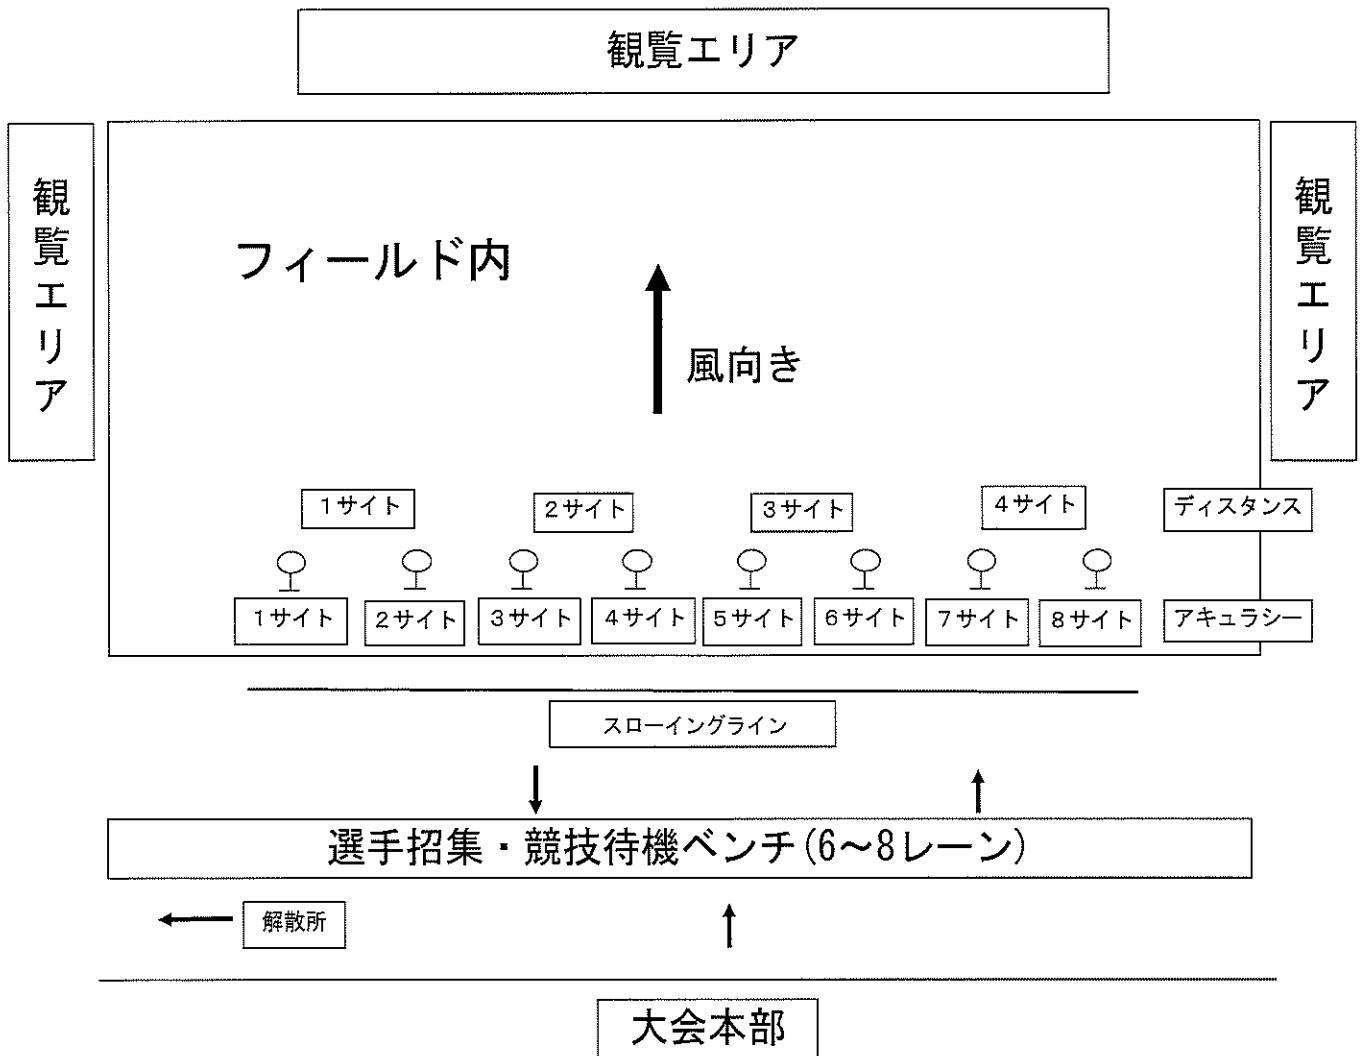 観覧エリア
観覧エリア
観覧エリア
フィールド内
風向き
1サイト
2サイト
3サイト
4サイト
ディスタンス
1サイト
2サイト
3サイト
4サイト
5サイト
6サイト
7サイト
8サイト
アキュラシー
スローイングライン
選手招集・競技待機ベンチ(6～8レーン)
解散所
大会本部